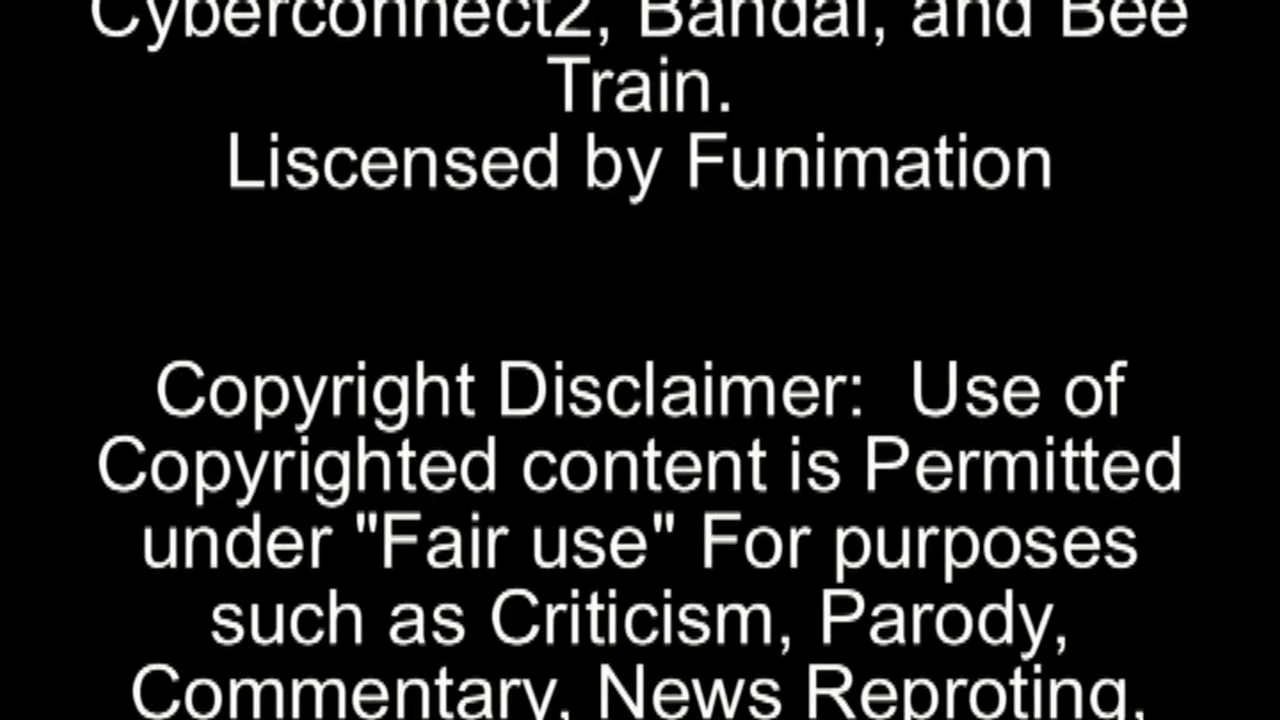 Cyberconnect2, Bandai, and Bee
Train.
Liscensed by Funimation
Copyright Disclaimer:  Use of
Copyrighted content is Permitted
under "Fair use" For purposes
such as Criticism, Parody,
Commentary, News Reproting,